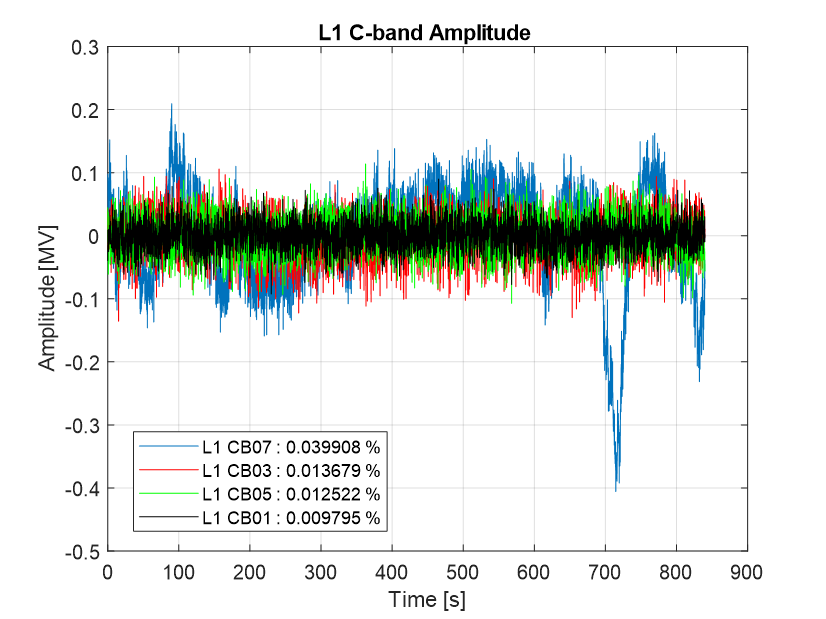 L1 C-band Amplitude
0.3
0.2
0.1
0
-0.1
-0.2
-0.3
-0.4
-0.5
Amplitude [MV]
L1 CB07 : 0.039908 %
L1 CB03 : 0.013679 %
L1 CB05 : 0.012522 %
L1 CB01 : 0.009795 %
0 100 200 300 400 500 600 700 800 900
Time [s]